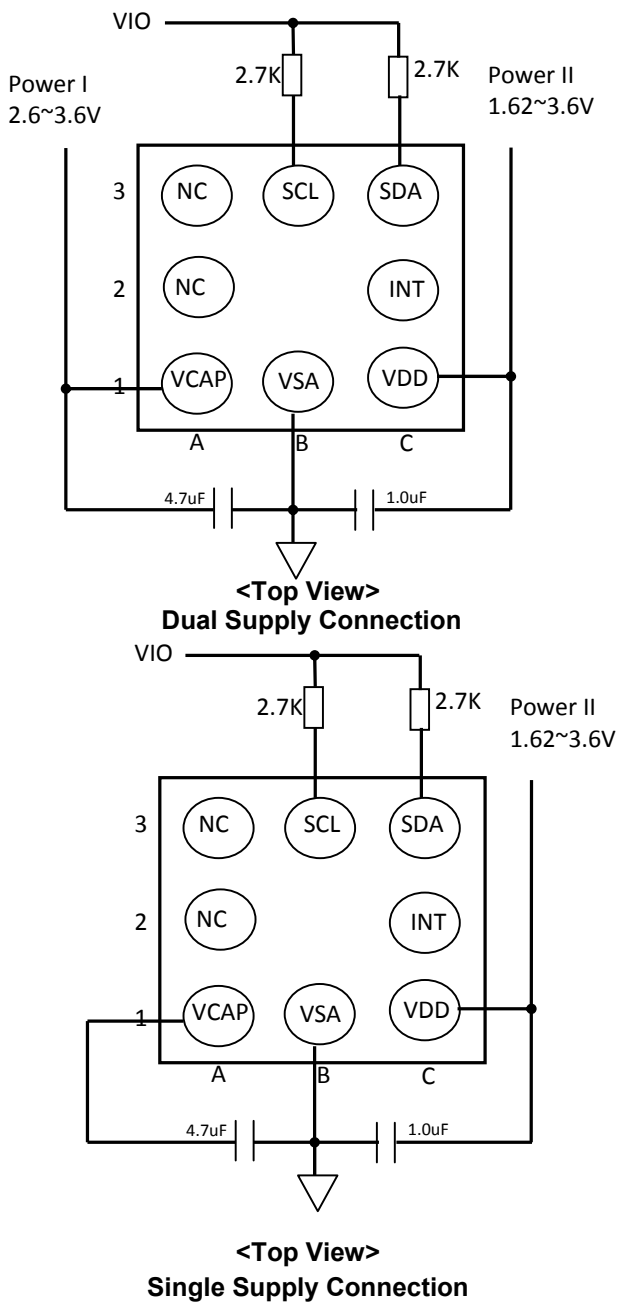 VIO
2.7K 2.7K
Power I
2.6~3.6V
Power II
1.62~3.6V
3 NC SCL SDA
2 NC INT
1 VCAP VSA VDD
A B C
4.7uF 1.0uF
<Top View>
Dual Supply Connection
VIO
2.7K 2.7K
Power II
1.62~3.6V
3 NC SCL SDA
2 NC INT
1 VCAP VSA VDD
A B C
4.7uF 1.0uF
<Top View>
Single Supply Connection